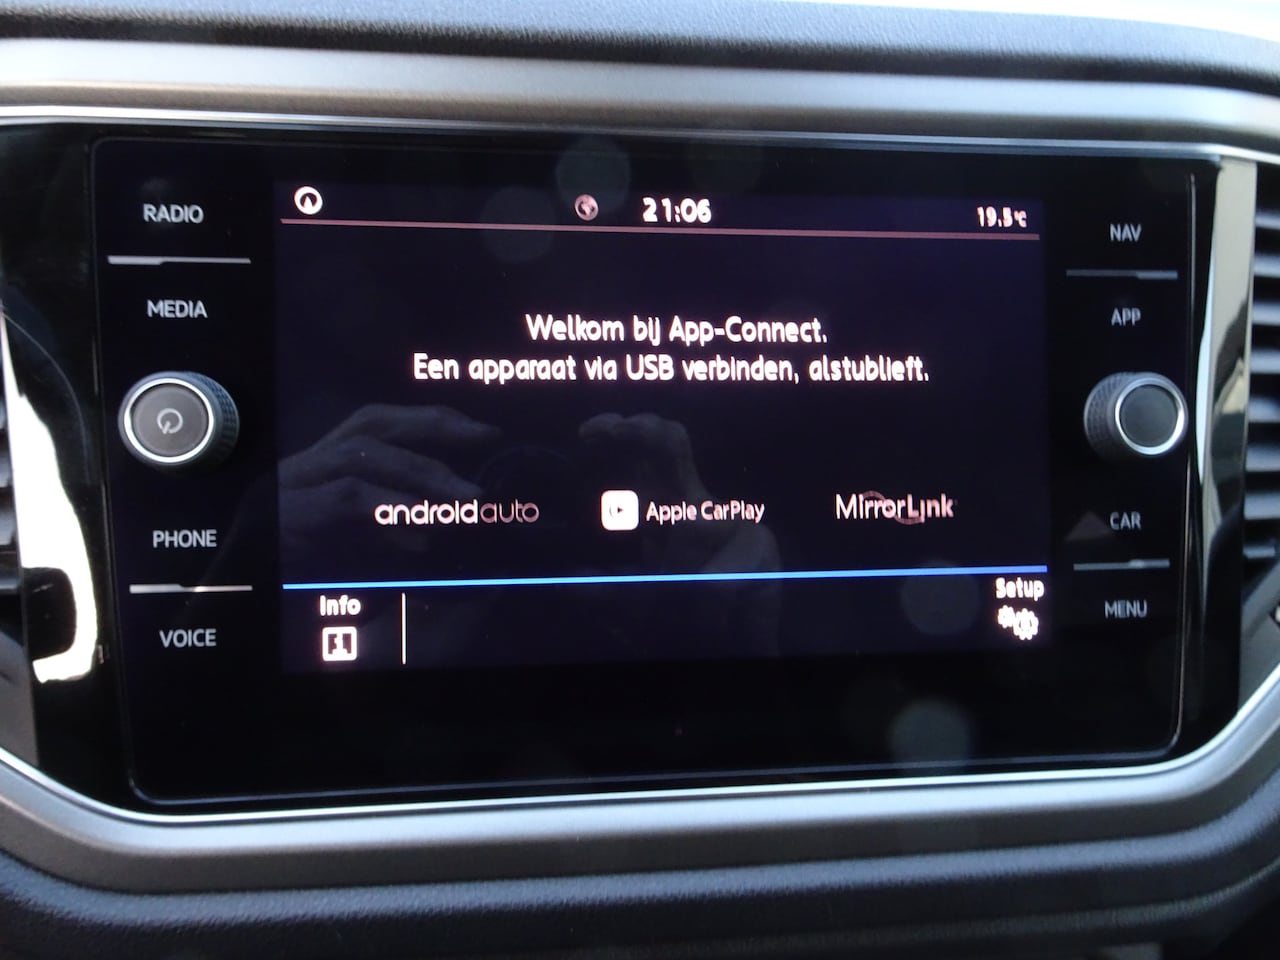 RADIO
MEDIA
PHONE
VOICE
21:06
19.5°C
Welkom bij App-Connect.
Een apparaat via USB verbinden, alstublieft.
androidauto
Apple CarPlay
MirrorLink
Info
Setup
NAV
APP
CAR
MENU